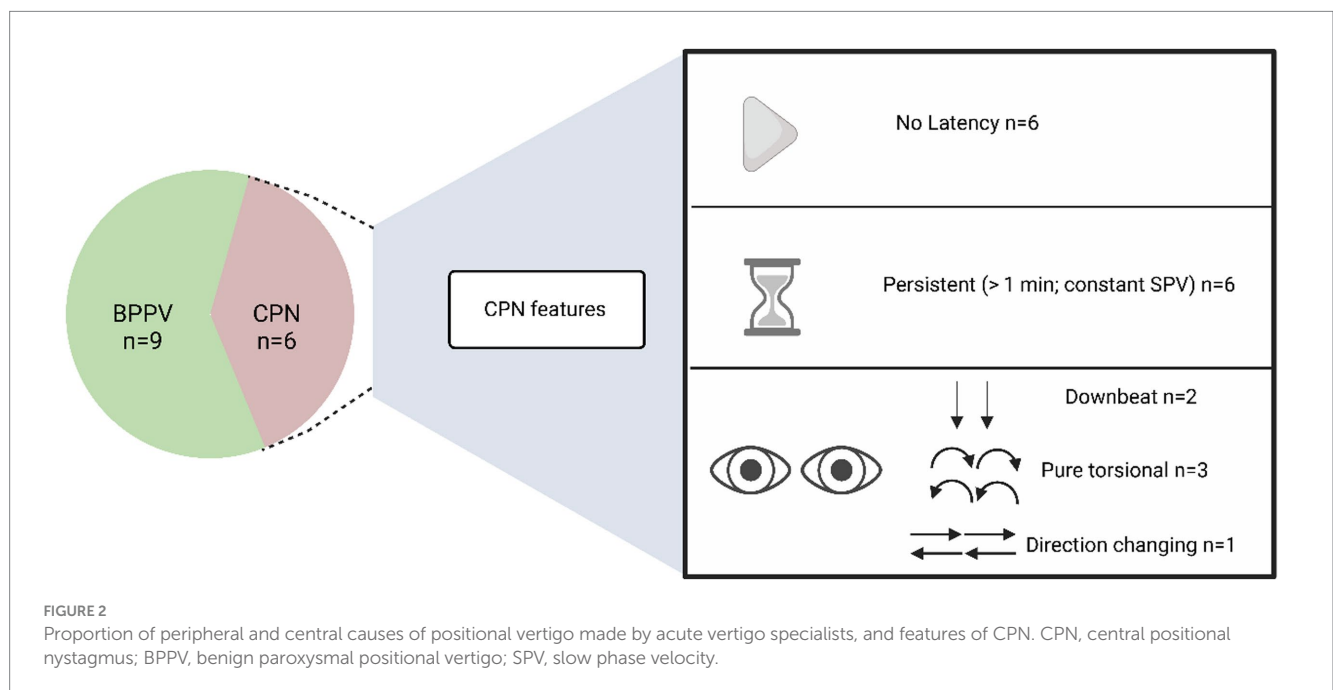 BPPV
n=9
CPN
n=6
CPN features
No Latency n=6
Persistent (> 1 min; constant SPV) n=6
Downbeat n=2
Pure torsional n=3
Direction changing n=1
FIGURE 2
Proportion of peripheral and central causes of positional vertigo made by acute vertigo specialists, and features of CPN. CPN, central positional
nystagmus; BPPV, benign paroxysmal positional vertigo; SPV, slow phase velocity.